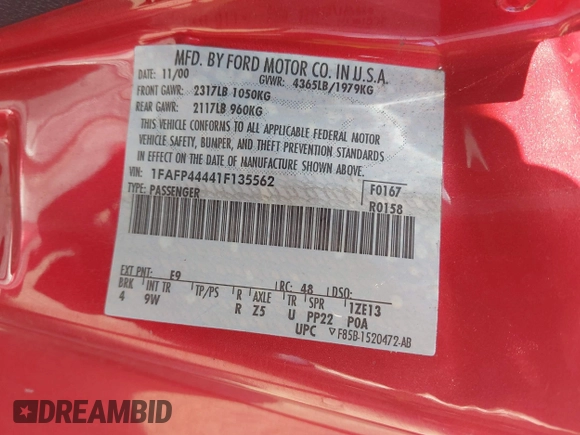 MFD. BY FORD MOTOR CO. IN U.S.A.
DATE: 11/00 GVWR: 4365LB/1979KG
FRONT GAWR: 2317LB 1050KG
REAR GAWR: 2117LB 960KG
THIS VEHICLE CONFORMS TO ALL APPLICABLE FEDERAL MOTOR
VEHICLE SAFETY, BUMPER, AND THEFT PREVENTION STANDARDS
IN EFFECT ON THE DATE OF MANUFACTURE SHOWN ABOVE.
VIN: 1FAFP44441F135562 F0167
TYPE: PASSENGER R0158
EXT PNT: E9 RC: 48 DSO:
BRK INT TR TP/PS R AXLE TR SPR 1ZE13
4 9W R Z5 U PP22 P0A
UPC F85B-1520472-AB
DREAMBID